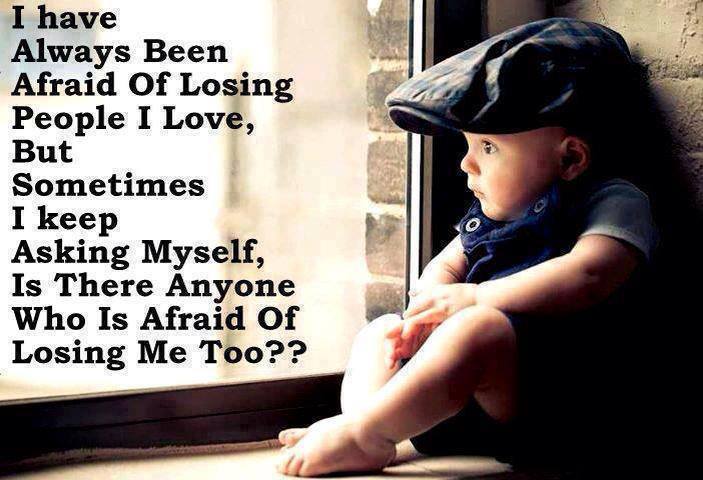 I have
Always Been
Afraid Of Losing
People I Love,
But
Sometimes
I keep
Asking Myself,
Is There Anyone
Who Is Afraid Of
Losing Me Too??